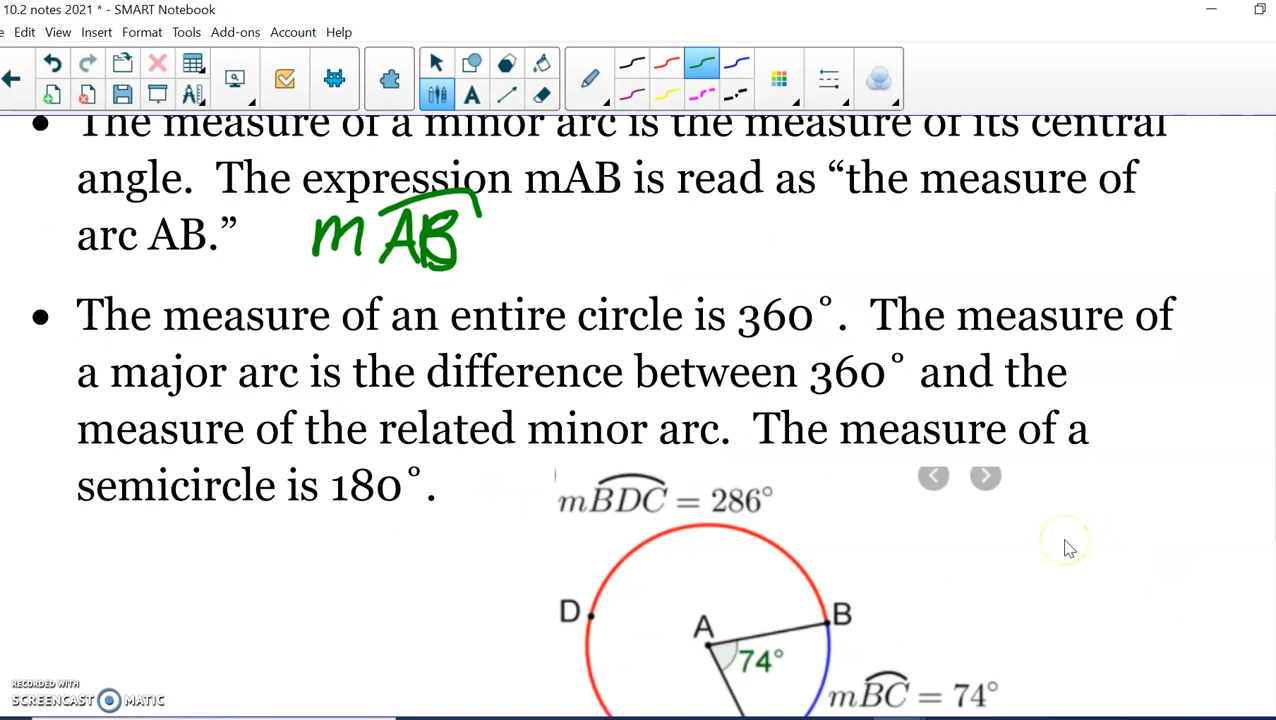 10.2 notes 2021 * - SMART Notebook
Edit View Insert Format Tools Add-ons Account Help
The measure of a minor arc is the measure of its central
angle. The expression mAB is read as “the measure of
arc AB.” m AB
• The measure of an entire circle is 360°. The measure of
a major arc is the difference between 360° and the
measure of the related minor arc. The measure of a
semicircle is 180°.
mBDC = 286°
D
A
B
74°
mBC = 74°
RECORDED WITH
SCREENCAST MATIC